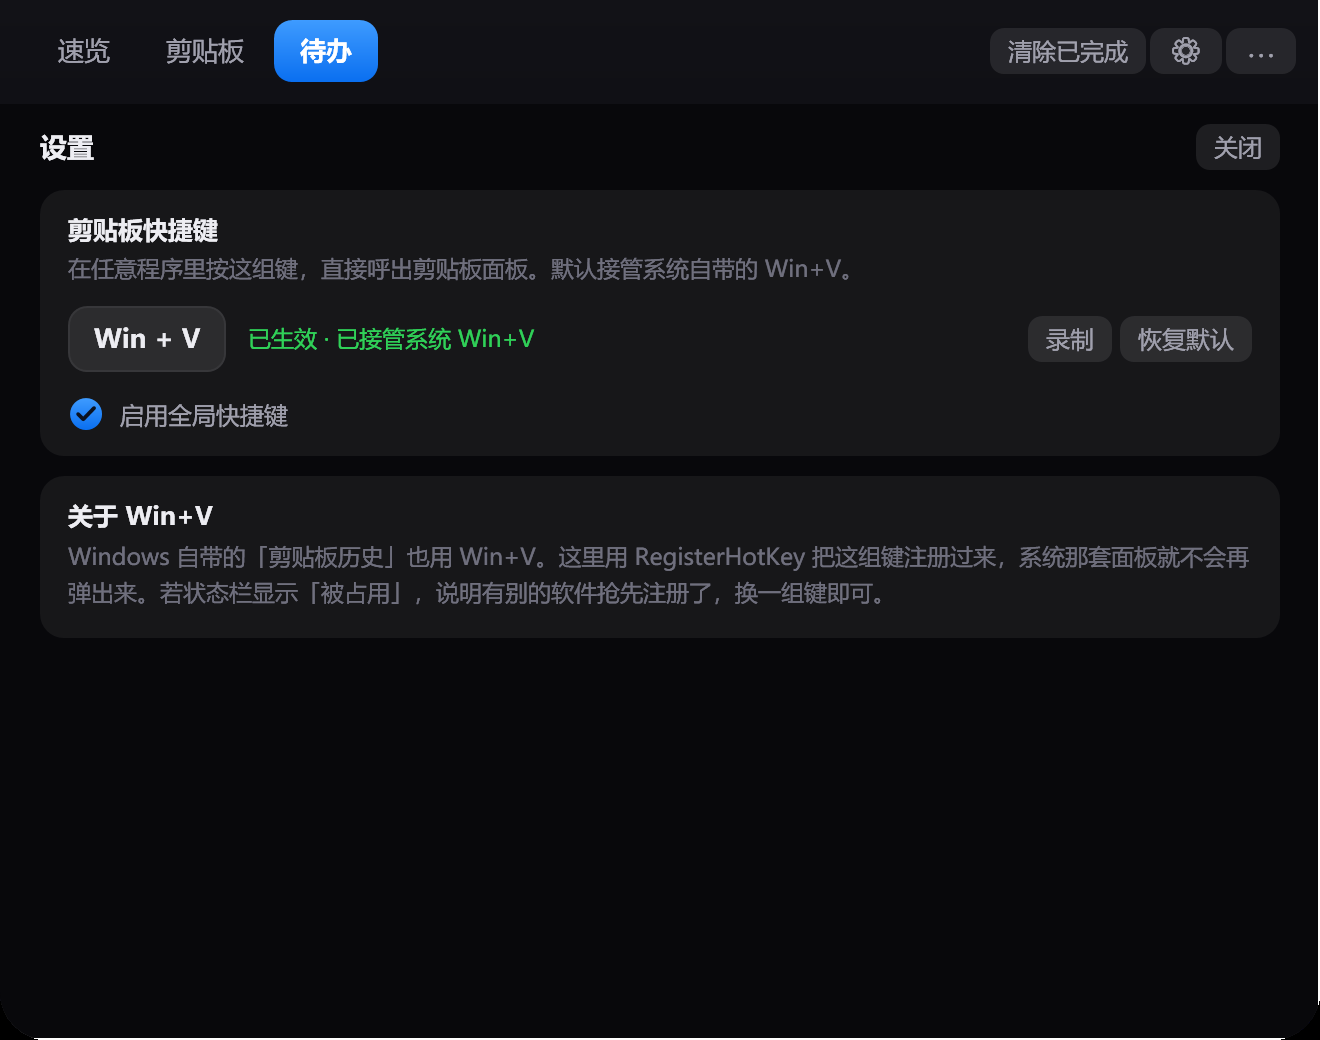 速览
剪贴板
待办
清除已完成
...
设置
关闭
剪贴板快捷键
在任意程序里按这组键，直接呼出剪贴板面板。默认接管系统自带的 Win+V。
Win + V
已生效 · 已接管系统 Win+V
录制
恢复默认
启用全局快捷键
关于 Win+V
Windows 自带的「剪贴板历史」也用 Win+V。这里用 RegisterHotKey 把这组键注册过来，系统那套面板就不会再
弹出来。若状态栏显示「被占用」，说明有别的软件抢先注册了，换一组键即可。